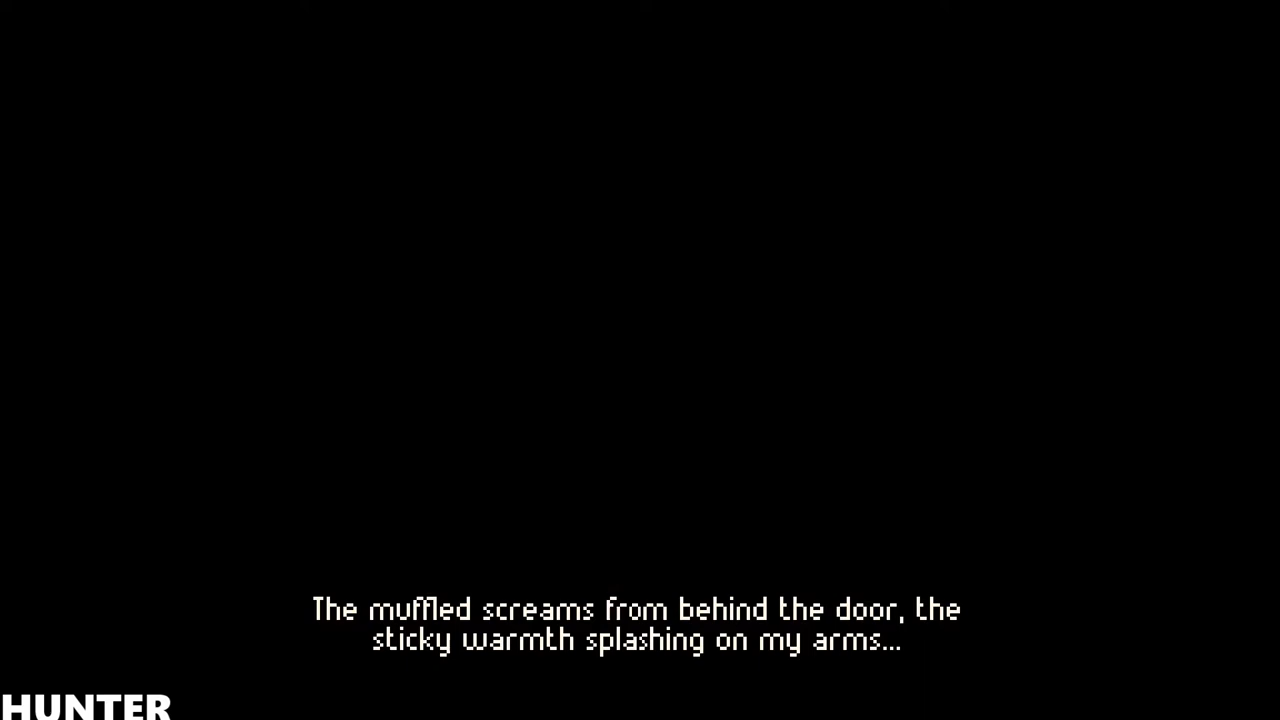 The muffled screams from behind the door, the
sticky warmth splashing on my arms...
HUNTER